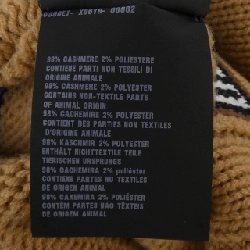 98% CASHMERE 2% POLIESTERE
CONTIENE PARTI NON TESSILI DI
ORIGINE ANIMALE
98% CASHMERE 2% POLYESTER
CONTAINS NON-TEXTILE PARTS
OF ANIMAL ORIGIN
98% CACHEMIRE 2% POLYESTER
CONTIENT PARTIES NON TEXTILES
D'ORIGINE ANIMALE
98% KASCHMIR 2% POLYESTER
ENTHÄLT NICHTTEXTILE TEILE
TIERISCHEN URSPRUNGS
98% CACHEMIRA 2% poliéster
CONTIENE PARTES NO TEXTILES
DE ORIGEN ANIMAL
98% CAXEMIRA 2% POLYESTER
CONTÉM PARTES NÃO TÊXTEIS
DE ORIGEM ANIMAL